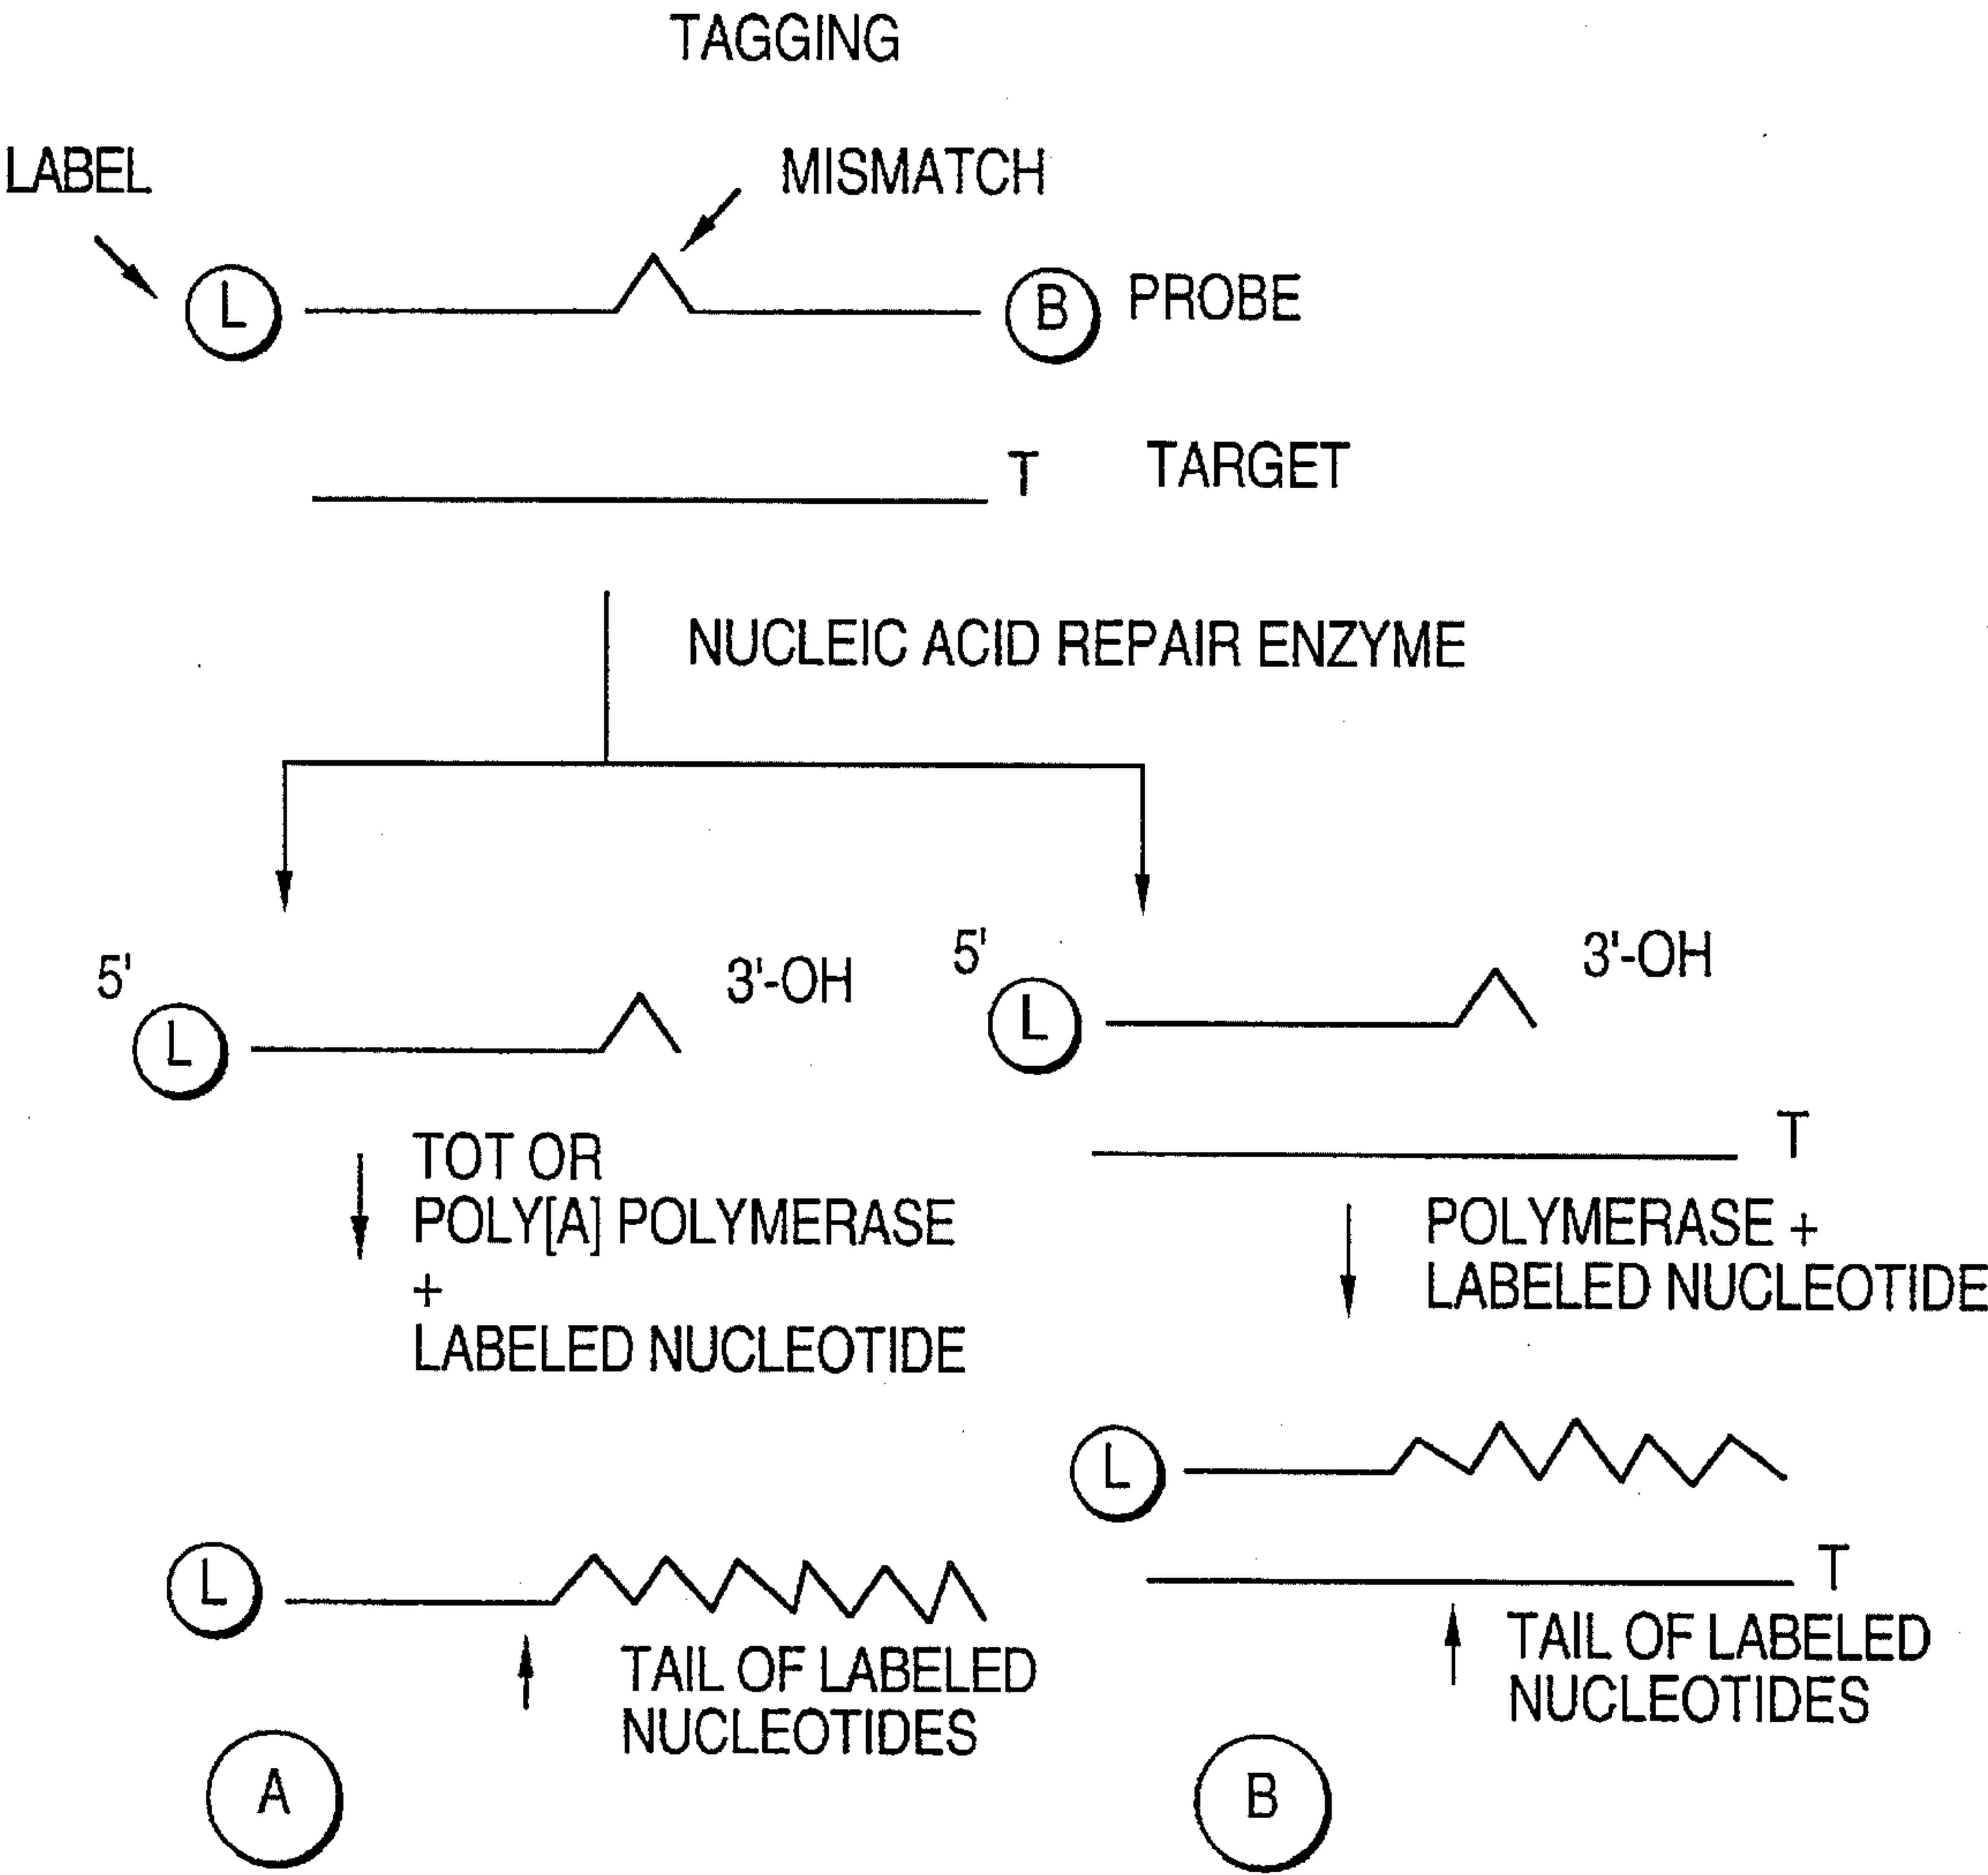 TAGGING
LABEL
MISMATCH
L
B PROBE
T TARGET
NUCLEIC ACID REPAIR ENZYME
5'
3'-OH
L
TOT OR
POLY[A] POLYMERASE
+
LABELED NUCLEOTIDE
L
TAIL OF LABELED
NUCLEOTIDES
A
5'
3'-OH
L
T
POLYMERASE +
LABELED NUCLEOTIDE
L
T
TAIL OF LABELED
NUCLEOTIDES
B